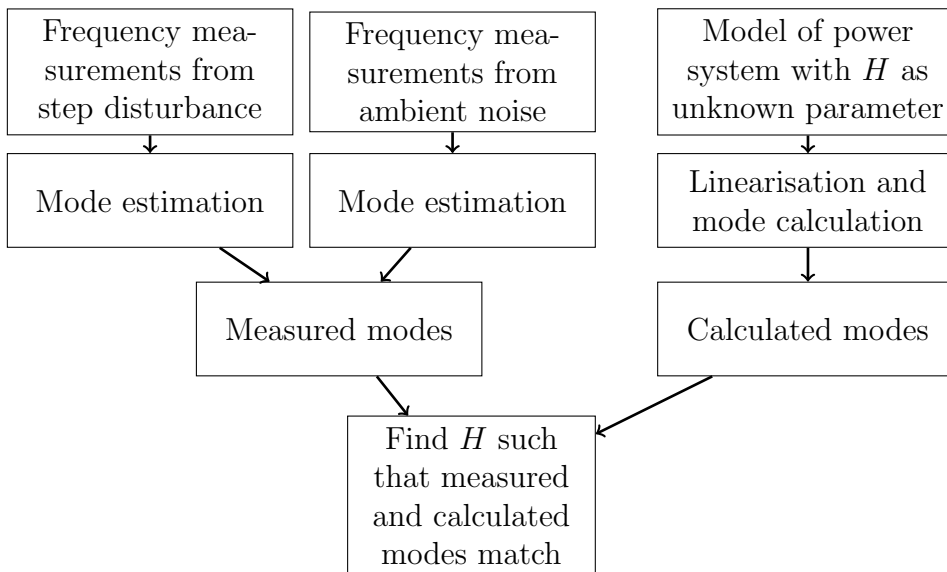 Frequency mea-
surements from
step disturbance
Frequency mea-
surements from
ambient noise
Model of power
system with H as
unknown parameter
Mode estimation
Mode estimation
Linearisation and
mode calculation
Measured modes
Calculated modes
Find H such
that measured
and calculated
modes match